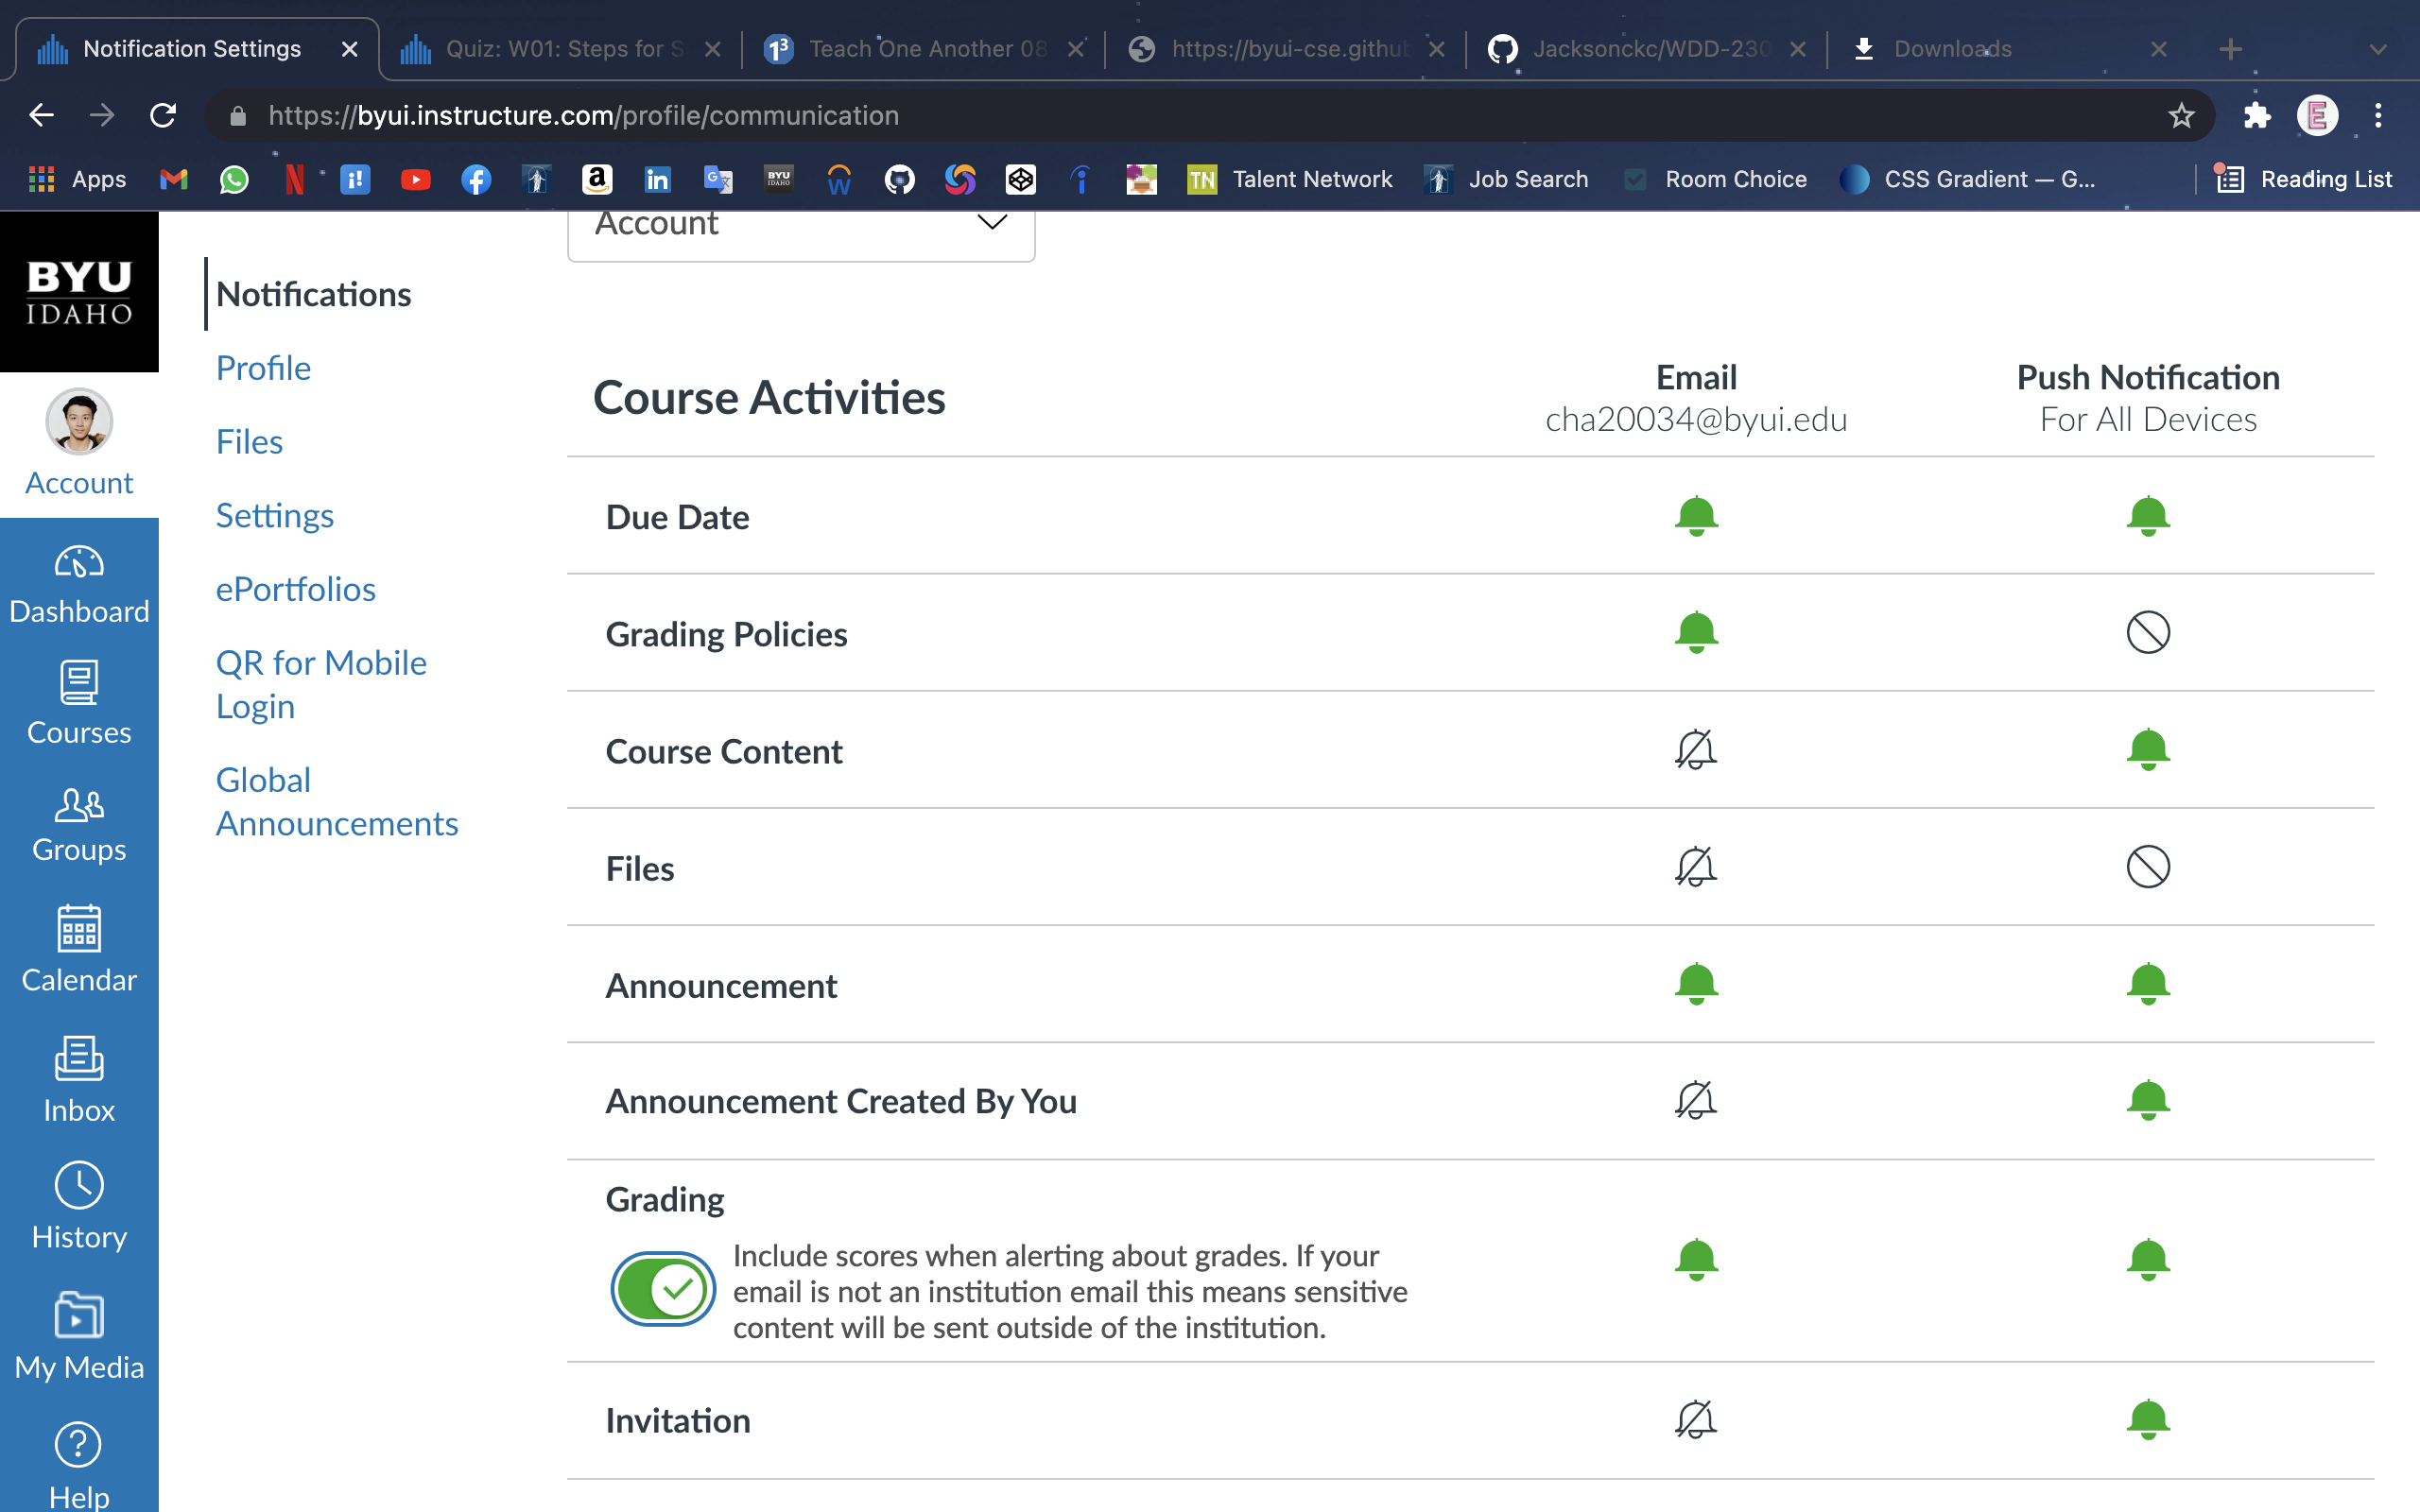 Notification Settings
Quiz: W01: Steps for S
Teach One Another 08
https://byui-cse.github
Jacksonckc/WDD-230
Downloads
https://byui.instructure.com/profile/communication
Apps
TN
Talent Network
Job Search
Room Choice
CSS Gradient — G...
Reading List
BYU
IDAHO
Account
Dashboard
Courses
Groups
Calendar
Inbox
History
My Media
Help
Notifications
Profile
Files
Settings
ePortfolios
QR for Mobile
Login
Global
Announcements
Account
Course Activities
Email
cha20034@byui.edu
Push Notification
For All Devices
Due Date
Grading Policies
Course Content
Files
Announcement
Announcement Created By You
Grading
Include scores when alerting about grades. If your
email is not an institution email this means sensitive
content will be sent outside of the institution.
Invitation